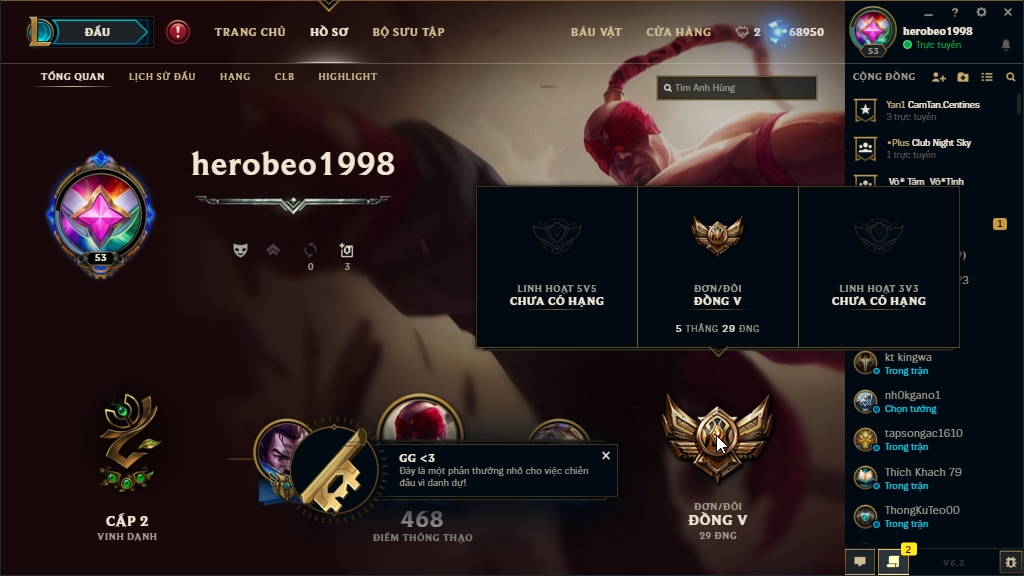 ĐẤU
TRANG CHỦ
HỒ SƠ
BỘ SƯU TẬP
BÁU VẬT
CỬA HÀNG
2
68950
?
herobeo1998
Trực tuyến
53
TỔNG QUAN
LỊCH SỬ ĐẤU
HẠNG
CLB
HIGHLIGHT
Tìm Anh Hùng
CỘNG ĐỒNG
Yan1 CamTan.Centines
3 trực tuyến
•Plus Club Night Sky
1 trực tuyến
Vô* Tâm_Vô*Tình
1
herobeo1998
53
0
3
LINH HOẠT 5V5
CHƯA CÓ HẠNG
ĐƠN/ĐÔI
ĐỒNG V
5 THẮNG 29 ĐNG
LINH HOẠT 3V3
CHƯA CÓ HẠNG
23
kt kingwa
Trong trận
nh0kgano1
Chọn tướng
tapsongac1610
Trong trận
Thich Khach 79
Trong trận
ThongKuTeo00
Trong trận
GG <3
Đây là một phần thưởng nhỏ cho việc chiến
đấu vì danh dự!
CẤP 2
VINH DANH
468
ĐIỂM THÔNG THẠO
ĐƠN/ĐÔI
ĐỒNG V
29 ĐNG
2
V8.3